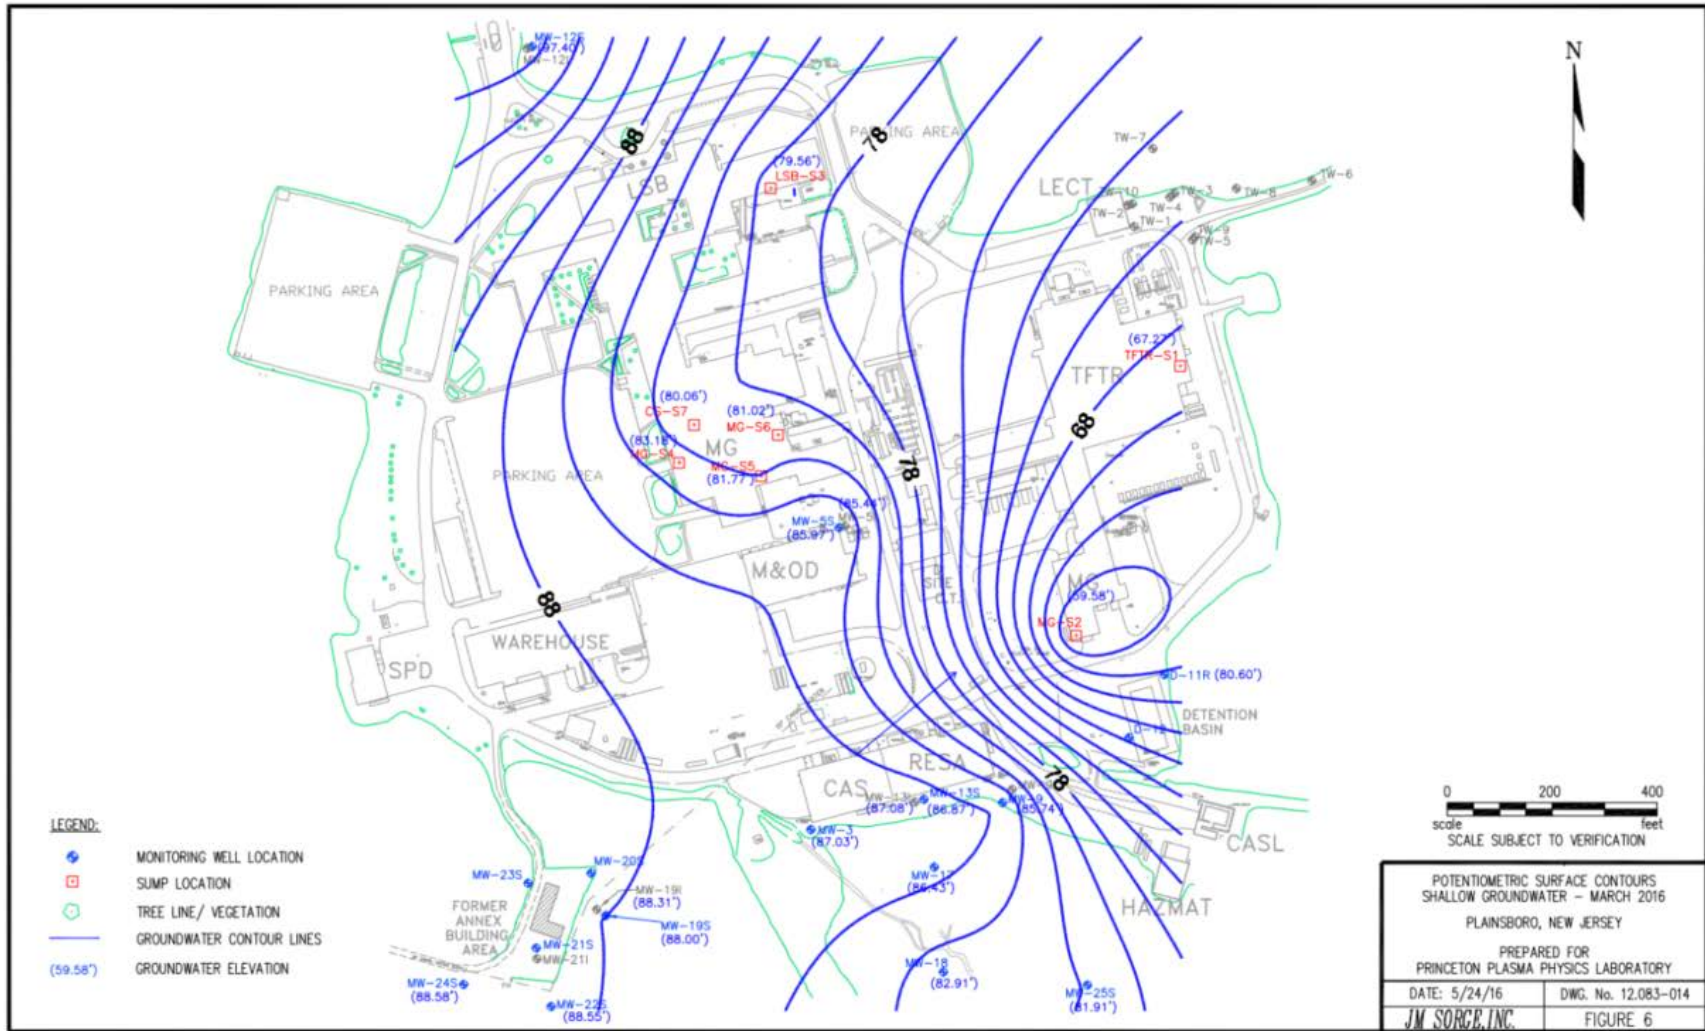 MW-12S
(97.40')
MW-12I
N
88
PARKING AREA
78
TW-7
(79.56')
LSB-S3
LSB
LECT
TW-10
TW-3
TW-8
TW-6
TW-2
TW-4
TW-1
TW-9
TW-5
PARKING AREA
(67.27')
TFTR-S1
TFTR
(80.06')
CS-S7
(81.02')
MG-S6
68
(83.18')
MG-S4
MG
78
MG-S5
(81.77')
PARKING AREA
(85.44')
MW-5S
(85.97')
M&OD
SITE
C.T.
MG
(59.58')
88
MG-S2
WAREHOUSE
SPD
D-11R (80.60')
DETENTION
BASIN
D-12
RESA
78
CAS
MW-13S
MW-9
(87.08')
(86.87')
(85.74')
MW-3
(87.03')
CASL
MW-17
(86.43')
HAZMAT
MW-20S
MW-23S
MW-19I
(88.31')
FORMER
ANNEX
BUILDING
AREA
MW-19S
(88.00')
MW-21S
MW-21I
MW-18
(82.91')
MW-24S
(88.58')
MW-25S
(81.91')
MW-22S
(88.55')
LEGEND:
MONITORING WELL LOCATION
SUMP LOCATION
TREE LINE/ VEGETATION
GROUNDWATER CONTOUR LINES
(59.58') GROUNDWATER ELEVATION
0 200 400
scale feet
SCALE SUBJECT TO VERIFICATION
POTENTIOMETRIC SURFACE CONTOURS
SHALLOW GROUNDWATER - MARCH 2016
PLAINSBORO, NEW JERSEY
PREPARED FOR
PRINCETON PLASMA PHYSICS LABORATORY
DATE: 5/24/16 DWG. No. 12.083-014
JM SORGE,INC. FIGURE 6